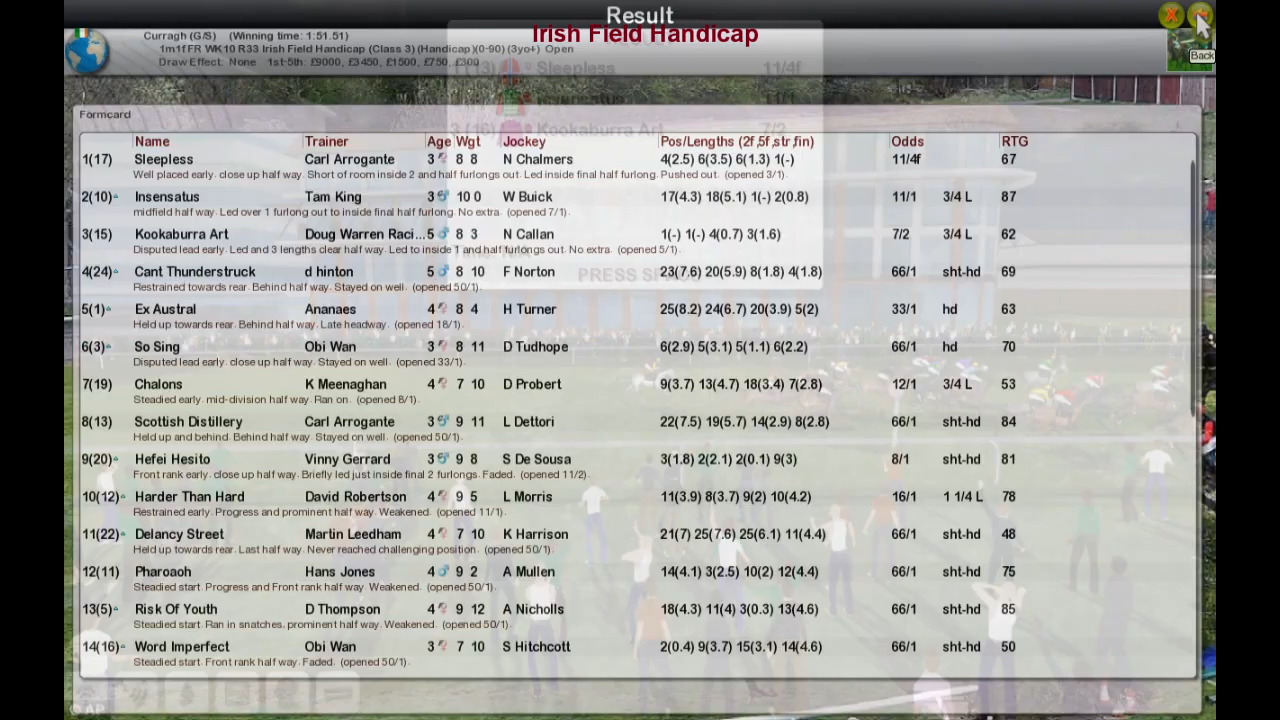 Result
Irish Field Handicap
Curragh (G/S) (Winning time: 1:51.51)
1m1f FR WK10 R33 Irish Field Handicap (Class 3) (Handicap)(0-90) (3yo+) Open
Draw Effect: None 1st-5th: £9000, £3450, £1500, £750, £300
Back
Sleepless 11/4f
3 (16) Kookaburra Art 7/2
PRESS SPA
Formcard
Name Trainer Age Wgt Jockey Pos/Lengths (2f,5f,str,fin) Odds RTG
1(17) Sleepless Carl Arrogante 3 8 8 N Chalmers 4(2.5) 6(3.5) 6(1.3) 1(-) 11/4f 67
Well placed early. close up half way. Short of room inside 2 and half furlongs out. Led inside final half furlong. Pushed out. (opened 3/1).
2(10) Insensatus Tam King 3 10 0 W Buick 17(4.3) 18(5.1) 1(-) 2(0.8) 11/1 3/4 L 87
midfield half way. Led over 1 furlong out to inside final half furlong. No extra. (opened 7/1).
3(15) Kookaburra Art Doug Warren Raci... 5 8 3 N Callan 1(-) 1(-) 4(0.7) 3(1.6) 7/2 3/4 L 62
Disputed lead early. Led and 3 lengths clear half way. Led to inside 1 and half furlongs out. No extra. (opened 5/1).
4(24) Cant Thunderstruck d hinton 5 8 10 F Norton 23(7.6) 20(5.9) 8(1.8) 4(1.8) 66/1 sht-hd 69
Restrained towards rear. Behind half way. Stayed on well. (opened 50/1).
5(1) Ex Austral Ananaes 4 8 4 H Turner 25(8.2) 24(6.7) 20(3.9) 5(2) 33/1 hd 63
Held up towards rear. Behind half way. Late headway. (opened 18/1).
6(3) So Sing Obi Wan 3 8 11 D Tudhope 6(2.9) 5(3.1) 5(1.1) 6(2.2) 66/1 hd 70
Disputed lead early. close up half way. Stayed on well. (opened 33/1).
7(19) Chalons K Meenaghan 4 7 10 D Probert 9(3.7) 13(4.7) 18(3.4) 7(2.8) 12/1 3/4 L 53
Steadied early. mid-division half way. Ran on. (opened 8/1).
8(13) Scottish Distillery Carl Arrogante 3 9 11 L Dettori 22(7.5) 19(5.7) 14(2.9) 8(2.8) 66/1 sht-hd 84
Held up and behind. Behind half way. Stayed on well. (opened 50/1).
9(20) Hefei Hesito Vinny Gerrard 3 9 8 S De Sousa 3(1.8) 2(2.1) 2(0.1) 9(3) 8/1 sht-hd 81
Front rank early. close up half way. Briefly led just inside final 2 furlongs. Faded. (opened 11/2).
10(12) Harder Than Hard David Robertson 4 9 5 L Morris 11(3.9) 8(3.7) 9(2) 10(4.2) 16/1 1 1/4 L 78
Restrained early. Progress and prominent half way. Weakened. (opened 11/1).
11(22) Delancy Street Martin Leedham 4 7 10 K Harrison 21(7) 25(7.6) 25(6.1) 11(4.4) 66/1 sht-hd 48
Held up towards rear. Last half way. Never reached challenging position. (opened 50/1).
12(11) Pharoaoh Hans Jones 4 9 2 A Mullen 14(4.1) 3(2.5) 10(2) 12(4.4) 66/1 sht-hd 75
Steadied start. Progress and Front rank half way. Weakened. (opened 50/1).
13(5) Risk Of Youth D Thompson 4 9 12 A Nicholls 18(4.3) 11(4) 3(0.3) 13(4.6) 66/1 sht-hd 85
Steadied start. Ran in snatches. prominent half way. Weakened. (opened 50/1).
14(16) Word Imperfect Obi Wan 3 7 10 S Hitchcott 2(0.4) 9(3.7) 15(3.1) 14(4.6) 66/1 sht-hd 50
Steadied start. Front rank half way. Faded. (opened 50/1).
© AP